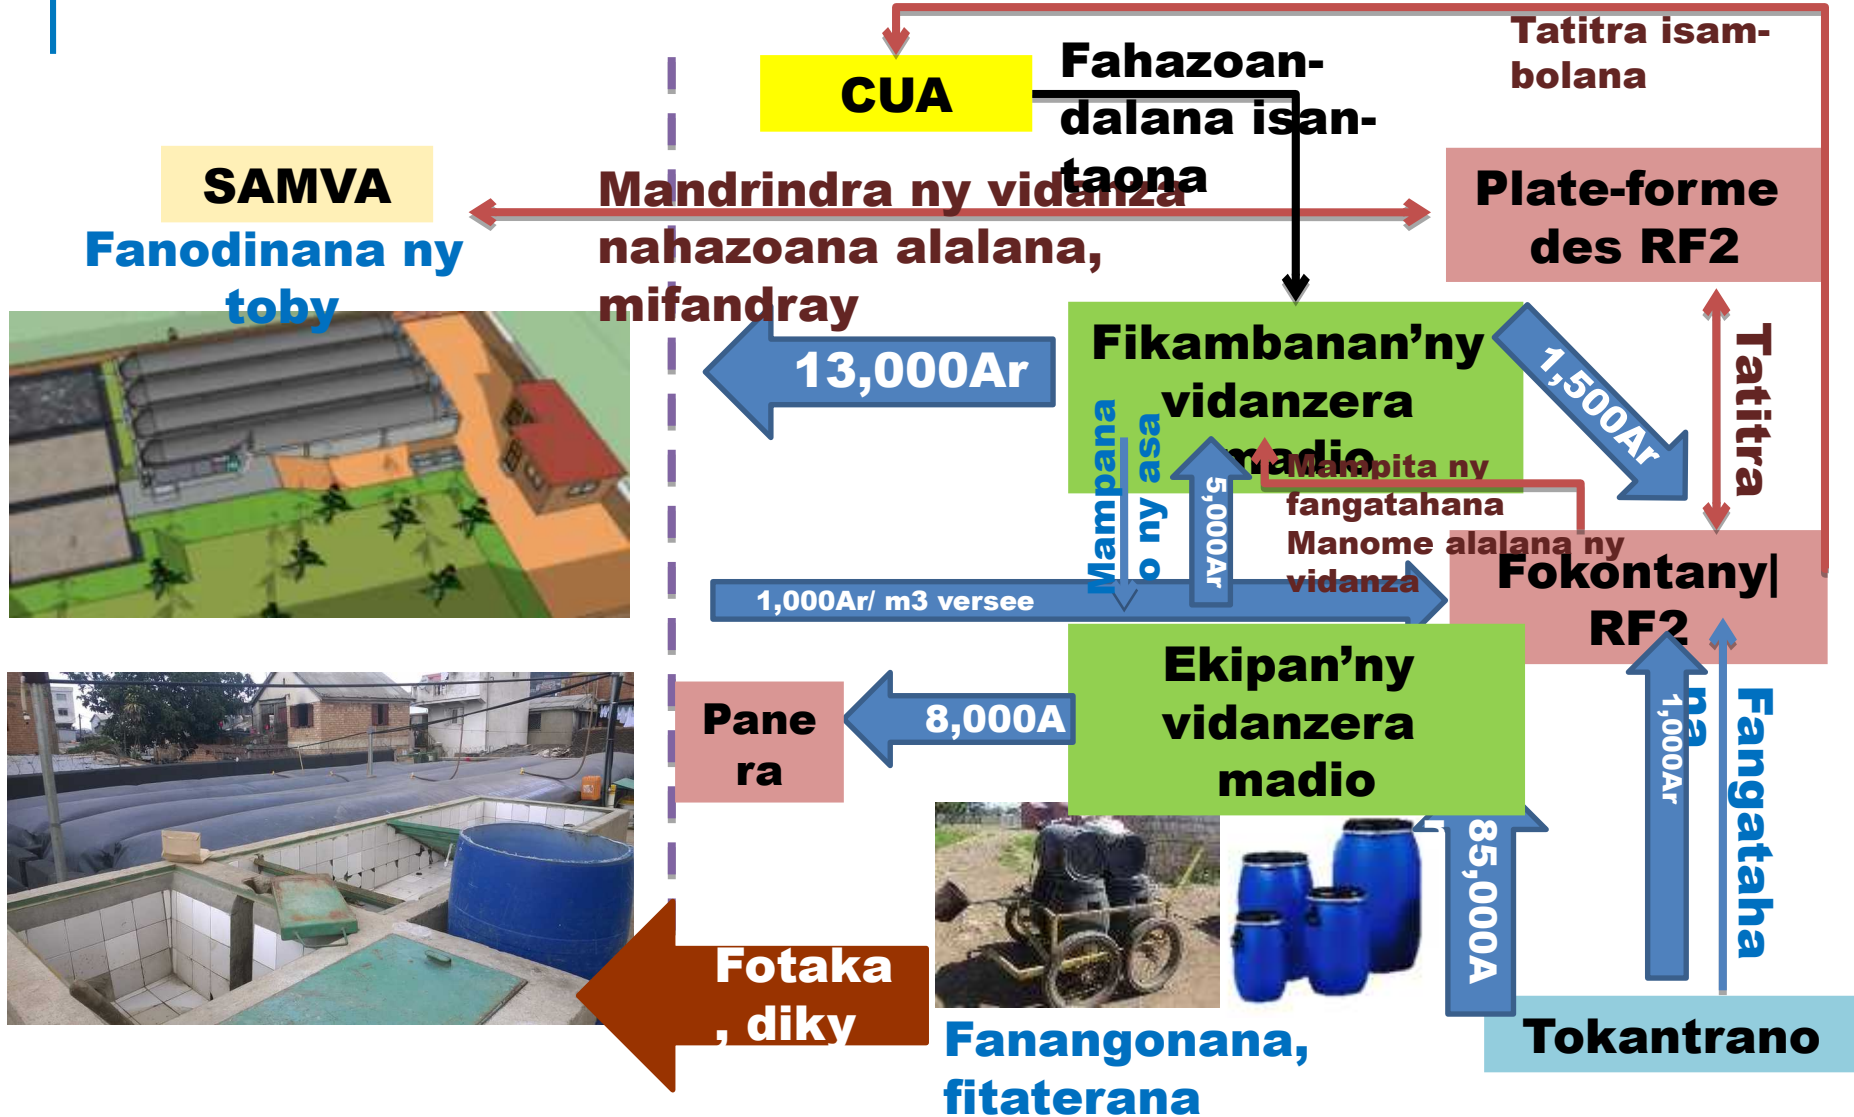 Tatitra isam-
bolana
CUA
Fahazoan-
dalana isan-
taona
SAMVA
Mandrindra ny vidanza
nahazoana alalana,
mifandray
Plate-forme
des RF2
Fanodinana ny
toby
13,000Ar
Fikambanan’ny
vidanzera
madio
1,500Ar
Tatitra
Mampana
o ny asa
5,000Ar
Mampita ny
fangatahana
Manome alalana ny
vidanza
1,000Ar/ m3 versee
Fokontany|
RF2
Ekipan’ny
vidanzera
madio
Pane
ra
8,000A
1,000Ar
Fangataha
na
85,000A
r
Fotaka
, diky
Fanangonana,
fitaterana
Tokantrano